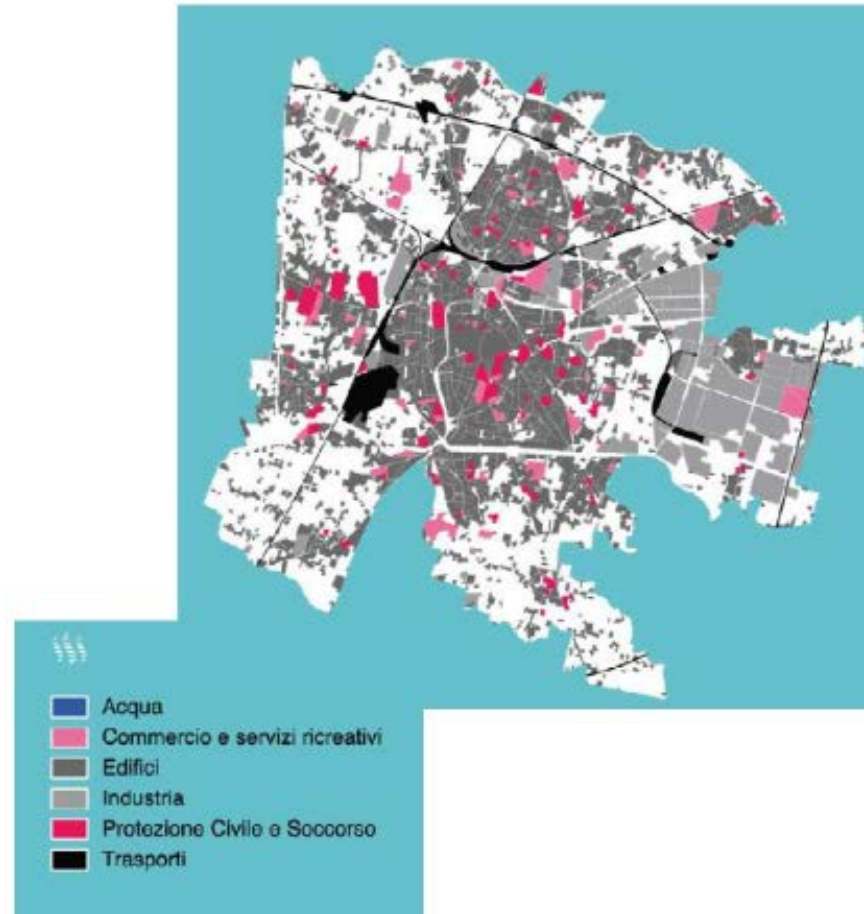 Acqua
Commercio e servizi ricreativi
Edifici
Industria
Protezione Civile e Soccorso
Trasporti